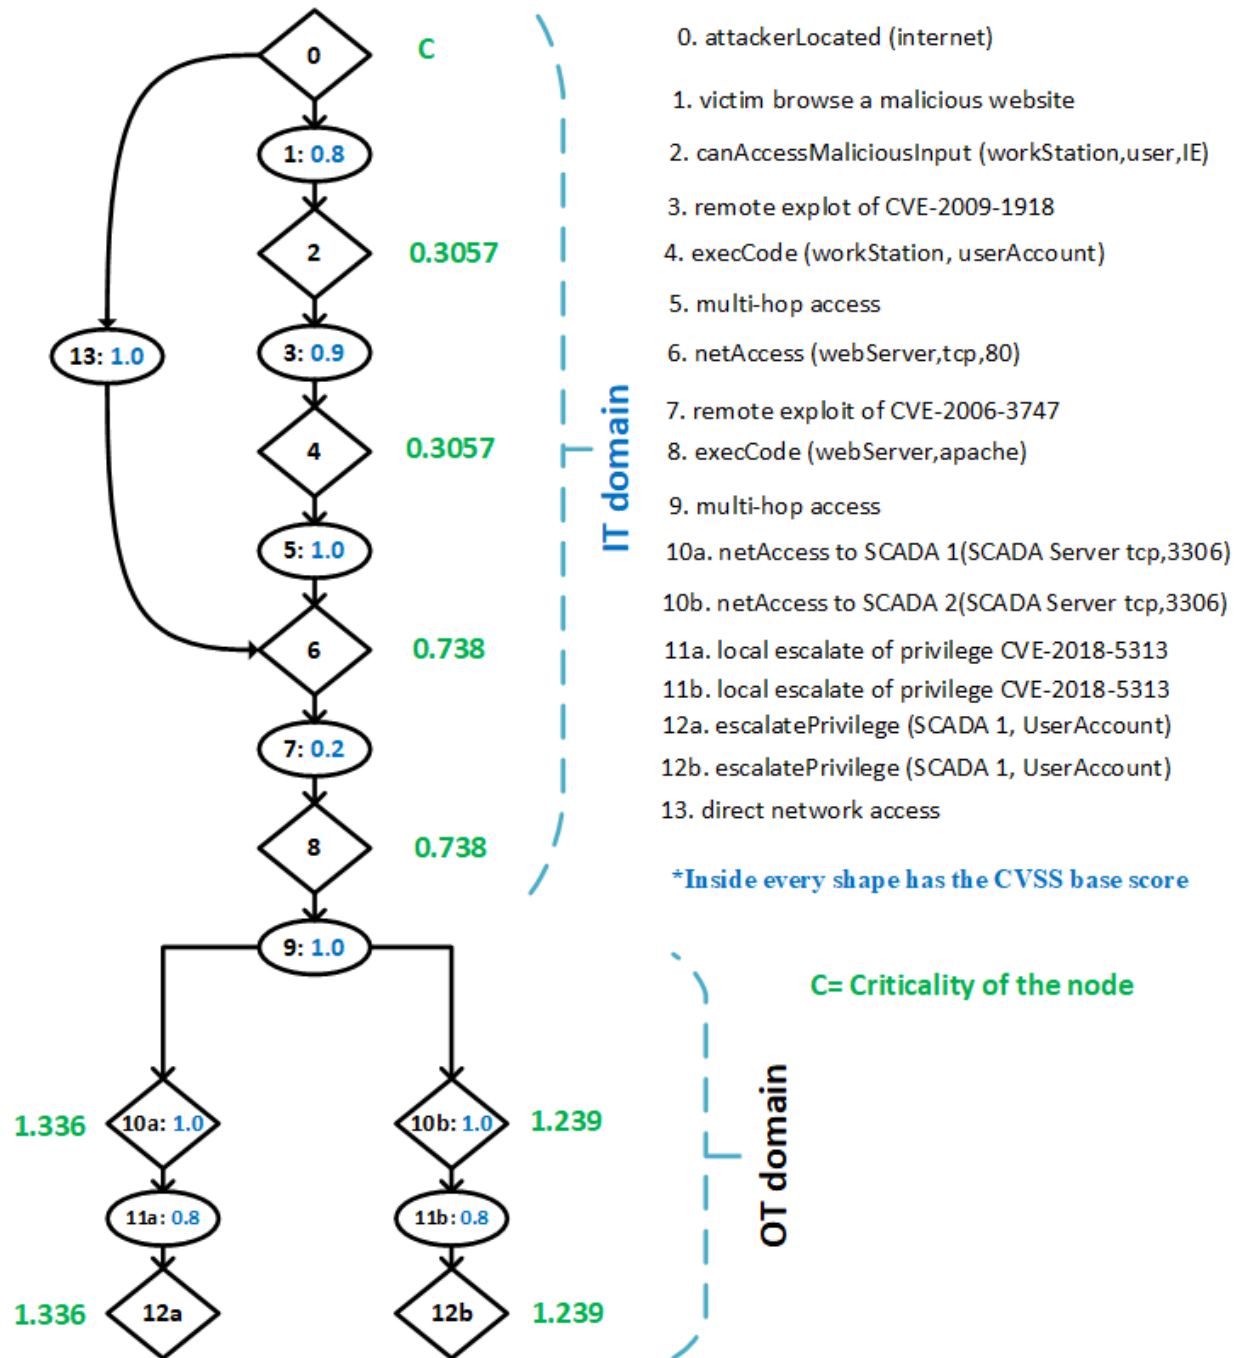 0
C
1: 0.8
2
0.3057
13: 1.0
3: 0.9
4
0.3057
5: 1.0
6
0.738
7: 0.2
8
0.738
9: 1.0
1.336
10a: 1.0
10b: 1.0
1.239
11a: 0.8
11b: 0.8
1.336
12a
12b
1.239
IT domain
OT domain
0. attackerLocated (internet)
1. victim browse a malicious website
2. canAccessMaliciousInput (workStation,user,IE)
3. remote explot of CVE-2009-1918
4. execCode (workStation, userAccount)
5. multi-hop access
6. netAccess (webServer,tcp,80)
7. remote exploit of CVE-2006-3747
8. execCode (webServer,apache)
9. multi-hop access
10a. netAccess to SCADA 1(SCADA Server tcp,3306)
10b. netAccess to SCADA 2(SCADA Server tcp,3306)
11a. local escalate of privilege CVE-2018-5313
11b. local escalate of privilege CVE-2018-5313
12a. escalatePrivilege (SCADA 1, UserAccount)
12b. escalatePrivilege (SCADA 1, UserAccount)
13. direct network access
*Inside every shape has the CVSS base score
C= Criticality of the node